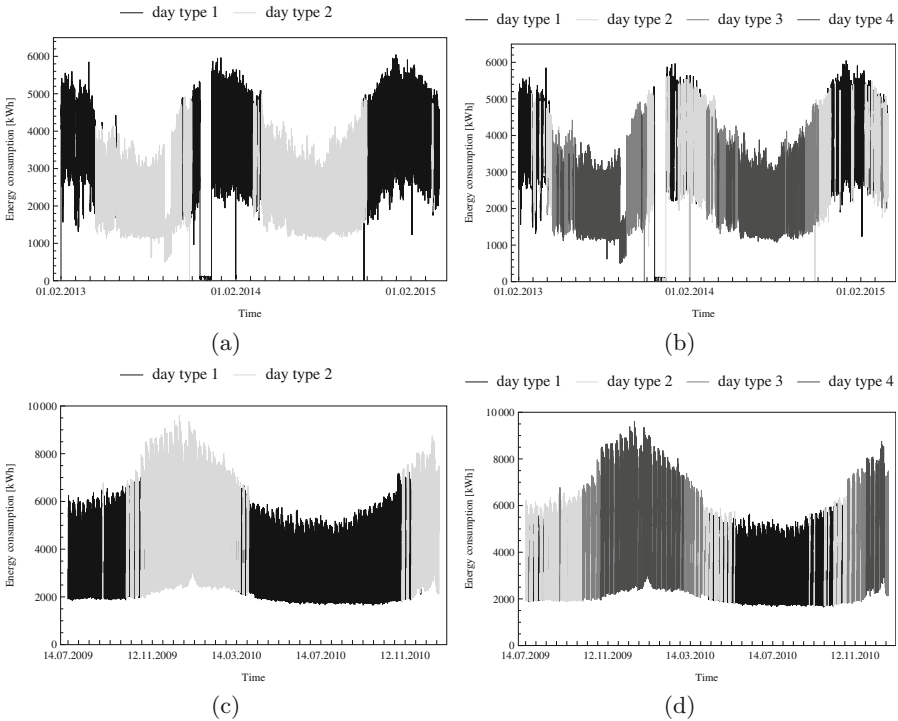 day type 1 day type 2
Energy consumption [kWh]
6000
5000
4000
3000
2000
1000
0
01.02.2013 01.02.2014 01.02.2015
Time
(a)
day type 1 day type 2 day type 3 day type 4
Energy consumption [kWh]
6000
5000
4000
3000
2000
1000
0
01.02.2013 01.02.2014 01.02.2015
Time
(b)
day type 1 day type 2
Energy consumption [kWh]
10000
8000
6000
4000
2000
0
14.07.2009 12.11.2009 14.03.2010 14.07.2010 12.11.2010
Time
(c)
day type 1 day type 2 day type 3 day type 4
Energy consumption [kWh]
10000
8000
6000
4000
2000
0
14.07.2009 12.11.2009 14.03.2010 14.07.2010 12.11.2010
Time
(d)